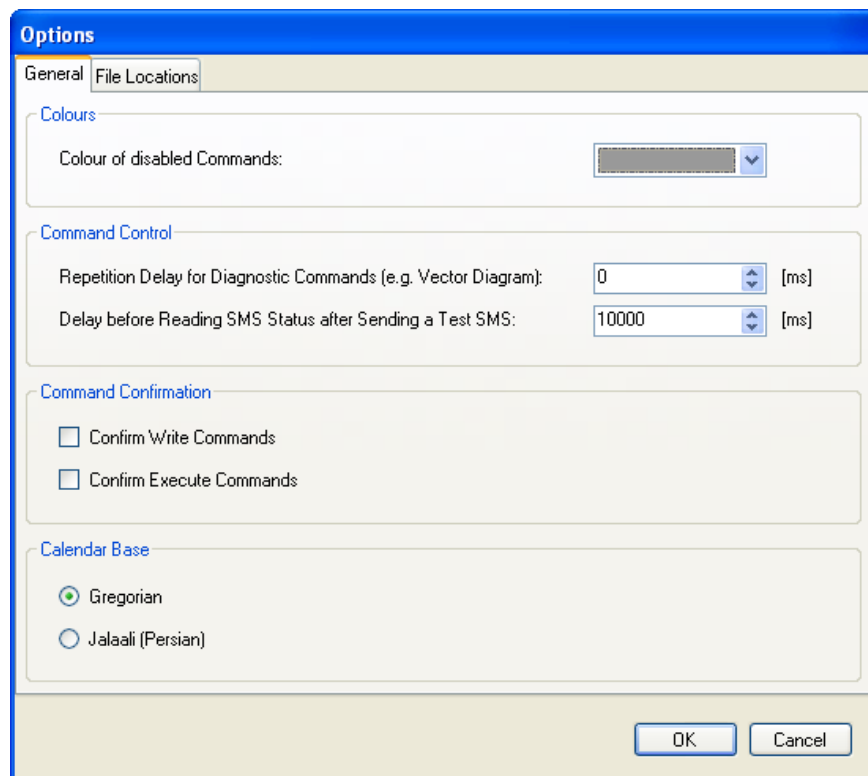 Options
General File Locations
Colours
Colour of disabled Commands:
Command Control
Repetition Delay for Diagnostic Commands (e.g. Vector Diagram): 0 [ms]
Delay before Reading SMS Status after Sending a Test SMS: 10000 [ms]
Command Confirmation
Confirm Write Commands
Confirm Execute Commands
Calendar Base
Gregorian
Jalaali (Persian)
OK Cancel